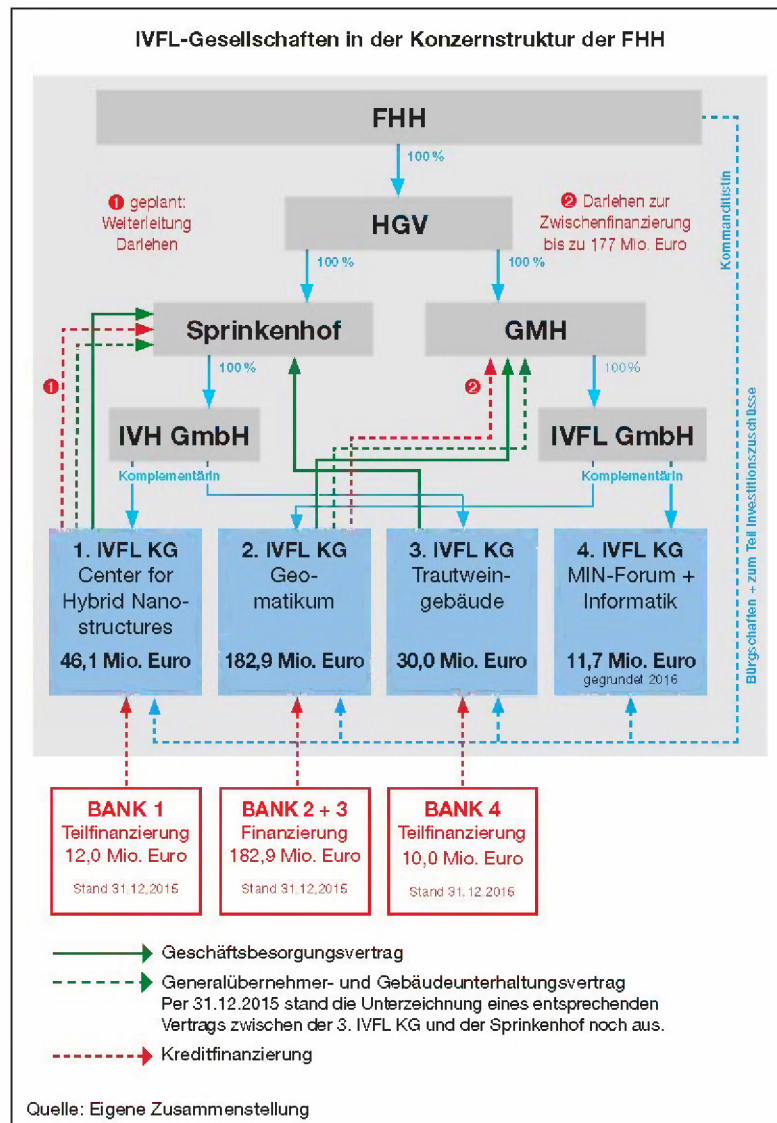 IVFL-Gesellschaften in der Konzernstruktur der FHH
FHH
100 %
❶ geplant:
Weiterleitung
Darlehen
HGV
❷ Darlehen zur
Zwischenfinanzierung
bis zu 177 Mio. Euro
Kommanditistin
100 %
100 %
Sprinkenhof
GMH
❶
100 %
❷
100 %
IVH GmbH
IVFL GmbH
Komplementärin
Komplementärin
Bürgschaften + zum Teil Investitionszuschüsse
1. IVFL KG
Center for
Hybrid Nano-
structures
46,1 Mio. Euro
2. IVFL KG
Geo-
matikum
182,9 Mio. Euro
3. IVFL KG
Trautwein-
gebäude
30,0 Mio. Euro
4. IVFL KG
MIN-Forum +
Informatik
11,7 Mio. Euro
gegrundet 2016
BANK 1
Teilfinanzierung
12,0 Mio. Euro
Stand 31.12.2015
BANK 2 + 3
Finanzierung
182,9 Mio. Euro
Stand 31.12.2015
BANK 4
Teilfinanzierung
10,0 Mio. Euro
Stand 31.12.2015
Geschäftsbesorgungsvertrag
Generalübernehmer- und Gebäudeunterhaltungsvertrag
Per 31.12.2015 stand die Unterzeichnung eines entsprechenden
Vertrags zwischen der 3. IVFL KG und der Sprinkenhof noch aus.
Kreditfinanzierung
Quelle: Eigene Zusammenstellung